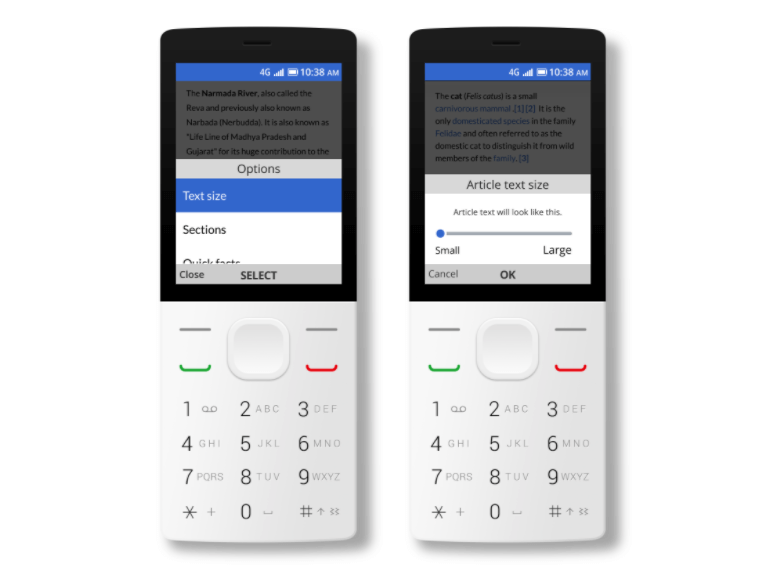 4G 10:38 AM
The Narmada River, also called the
Reva and previously also known as
Narbada (Nerbudda). It is also known as
"Life Line of Madhya Pradesh and
Gujarat" for its huge contribution to the
Options
Text size
Sections
Quick facts
Close SELECT
1
2 ABC
3 DEF
4 GHI
5 JKL
6 MNO
7 PQRS
8 TUV
9 WXYZ
* +
0
#
4G 10:38 AM
The cat (Felis catus) is a small
carnivorous mammal.[1][2] It is the
only domesticated species in the family
Felidae and often referred to as the
domestic cat to distinguish it from wild
members of the family. [3]
Article text size
Article text will look like this.
Small Large
Cancel OK
1
2 ABC
3 DEF
4 GHI
5 JKL
6 MNO
7 PQRS
8 TUV
9 WXYZ
* +
0
#